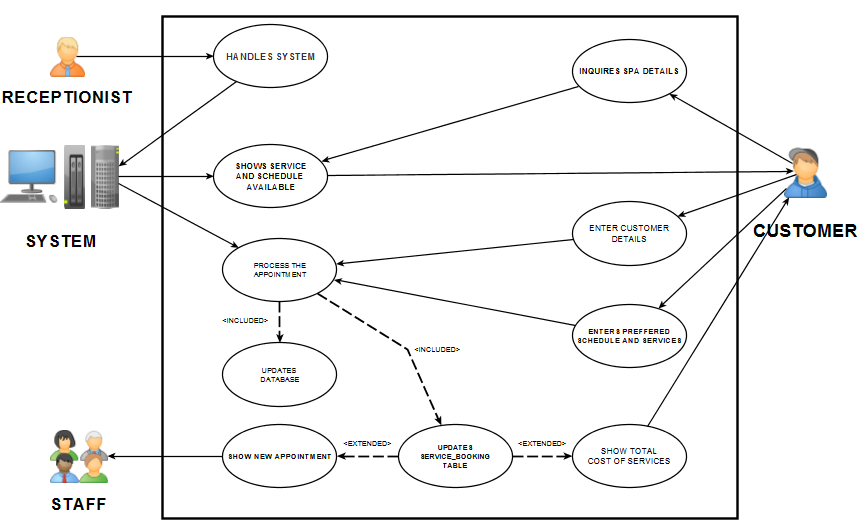 HANDLES SYSTEM
INQUIRES SPA DETAILS
RECEPTIONIST
SHOWS SERVICE
AND SCHEDULE
AVAILABLE
SYSTEM
CUSTOMER
ENTER CUSTOMER
DETAILS
PROCESS THE
APPOINTMENT
<INCLUDED>
ENTERS PREFFERED
SCHEDULE AND SERVICES
<INCLUDED>
UPDATES
DATABASE
SHOW NEW APPOINTMENT
<EXTENDED>
UPDATES
SERVICE_BOOKING
TABLE
<EXTENDED>
SHOW TOTAL
COST OF SERVICES
STAFF